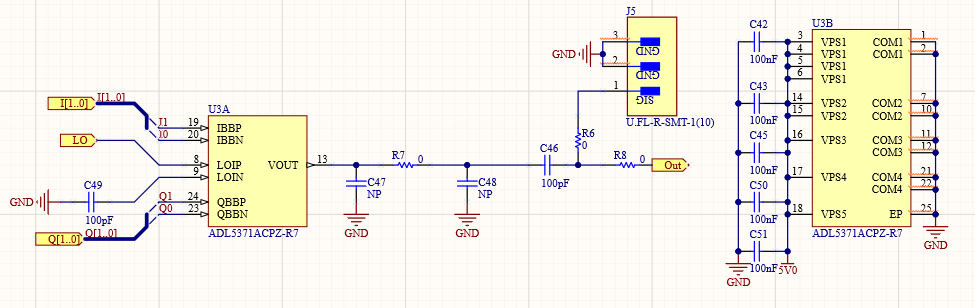 J5
3
GND
GND
2
GND
1
SIG
U.FL-R-SMT-1(10)
I[1..0]
I[1..0]
U3A
I1
19
IBBP
I0
20
IBBN
LO
8
LOIP
9
LOIN
VOUT
13
C49
GND
100pF
Q1
24
QBBP
Q0
23
QBBN
Q[1..0]
Q[1..0]
ADL5371ACPZ-R7
R7
0
C47
NP
GND
C48
NP
GND
C46
100pF
R6
0
R8
0
Out
C42
100nF
C43
100nF
C45
100nF
C50
100nF
C51
100nF
GND
5V0
U3B
3
VPS1
COM1
1
4
VPS1
COM1
2
5
VPS1
6
VPS1
14
VPS2
COM2
7
15
VPS2
COM2
10
16
VPS3
COM3
11
COM3
12
17
VPS4
COM4
21
COM4
22
18
VPS5
EP
25
ADL5371ACPZ-R7
GND